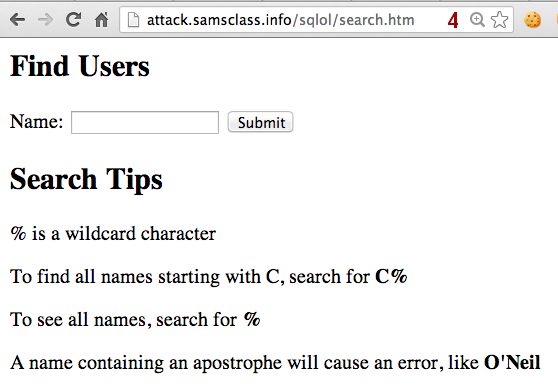 attack.samsclass.info/sqlol/search.htm 4
Find Users
Name: Submit
Search Tips
% is a wildcard character
To find all names starting with C, search for C%
To see all names, search for %
A name containing an apostrophe will cause an error, like O'Neil